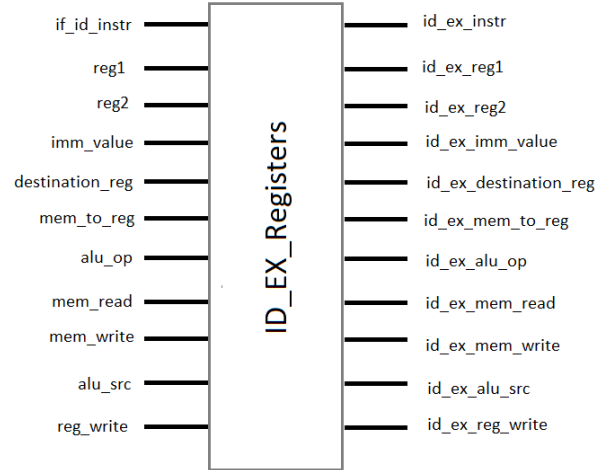 if_id_instr
reg1
reg2
imm_value
destination_reg
mem_to_reg
alu_op
mem_read
mem_write
alu_src
reg_write
ID_EX_Registers
id_ex_instr
id_ex_reg1
id_ex_reg2
id_ex_imm_value
id_ex_destination_reg
id_ex_mem_to_reg
id_ex_alu_op
id_ex_mem_read
id_ex_mem_write
id_ex_alu_src
id_ex_reg_write